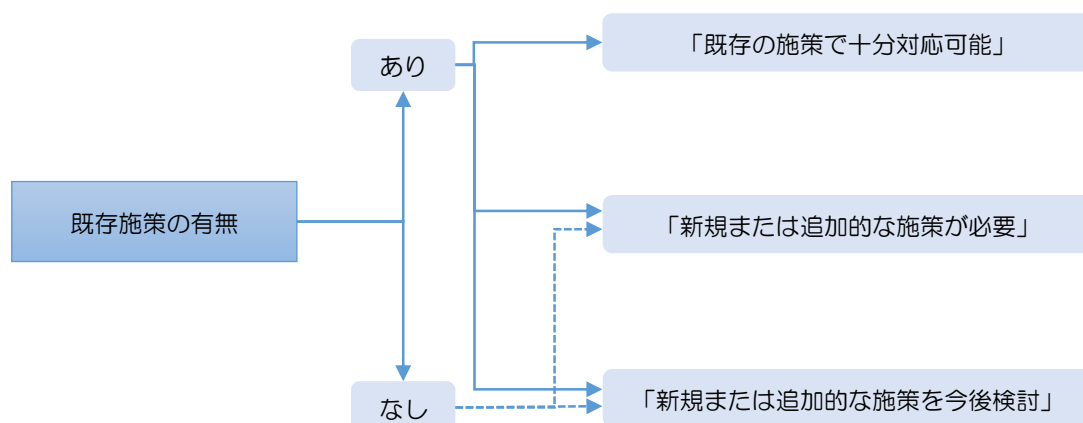 「既存の施策で十分対応可能」
あり
既存施策の有無
「新規または追加的な施策が必要」
なし
「新規または追加的な施策を今後検討」